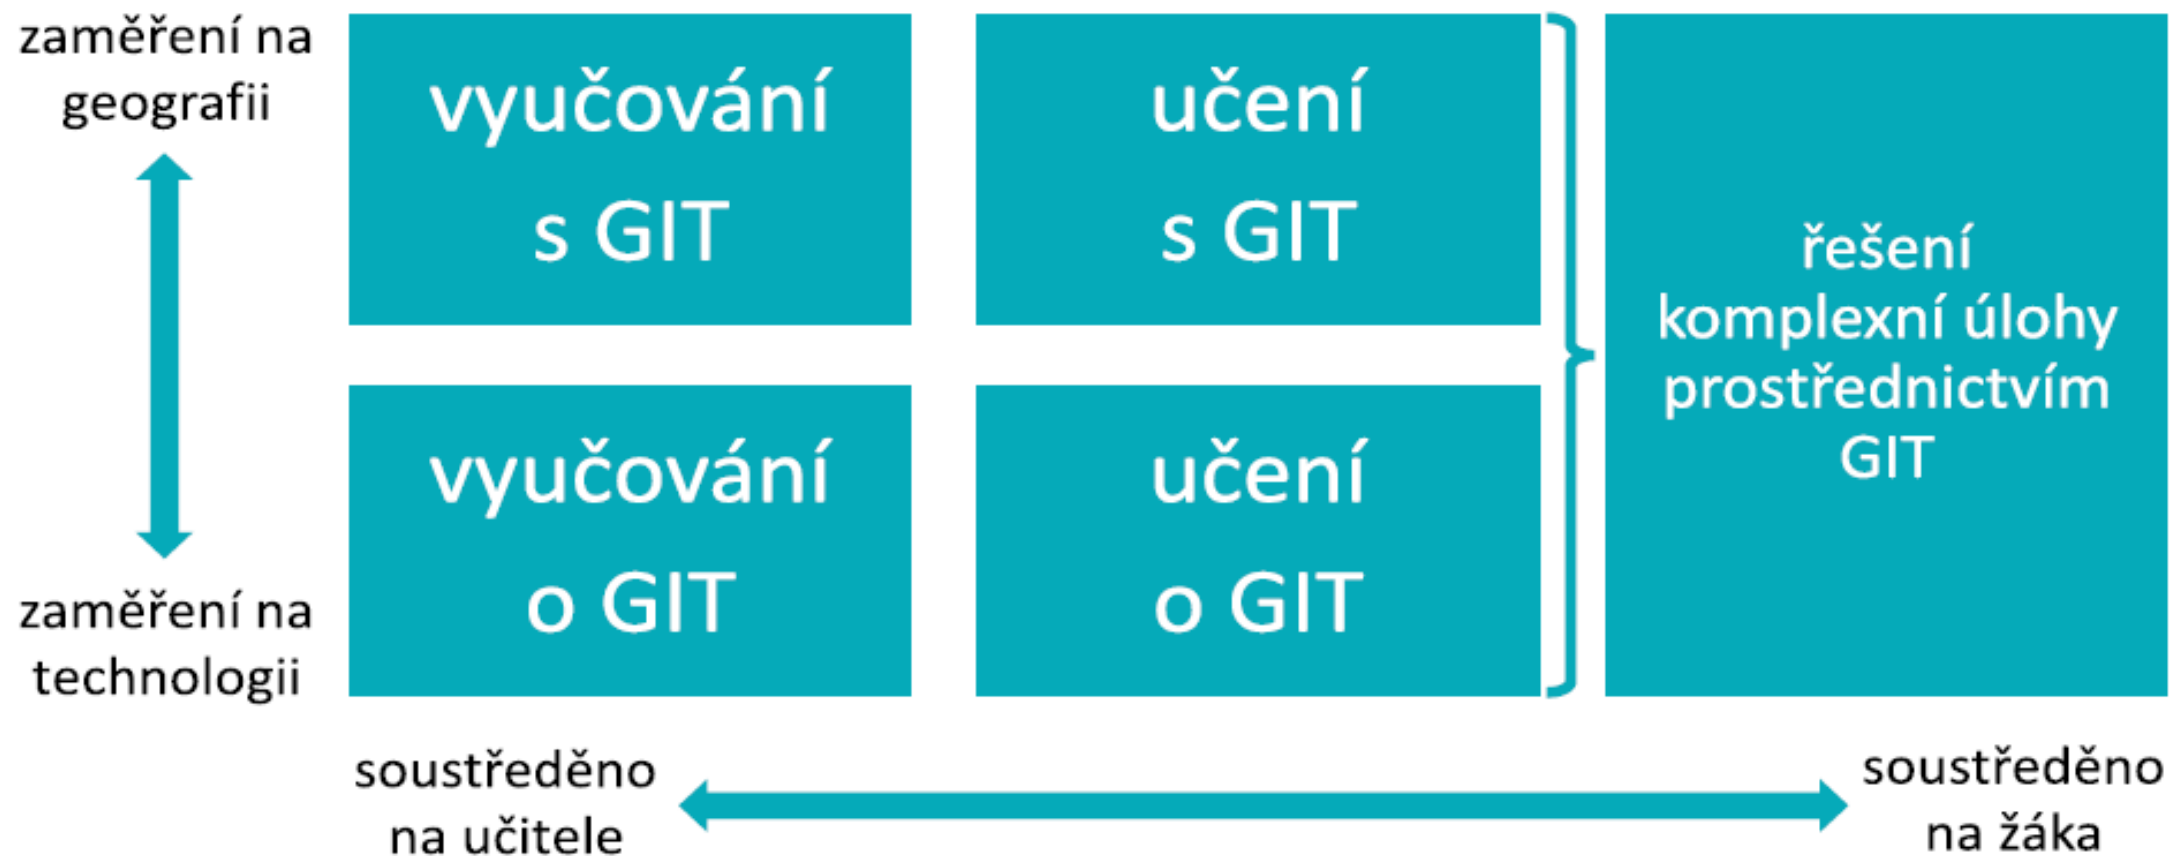 zaměření na
geografii
vyučování
s GIT
učení
s GIT
řešení
komplexní úlohy
prostřednictvím
GIT
vyučování
o GIT
učení
o GIT
zaměření na
technologii
soustředěno
na učitele
soustředěno
na žáka